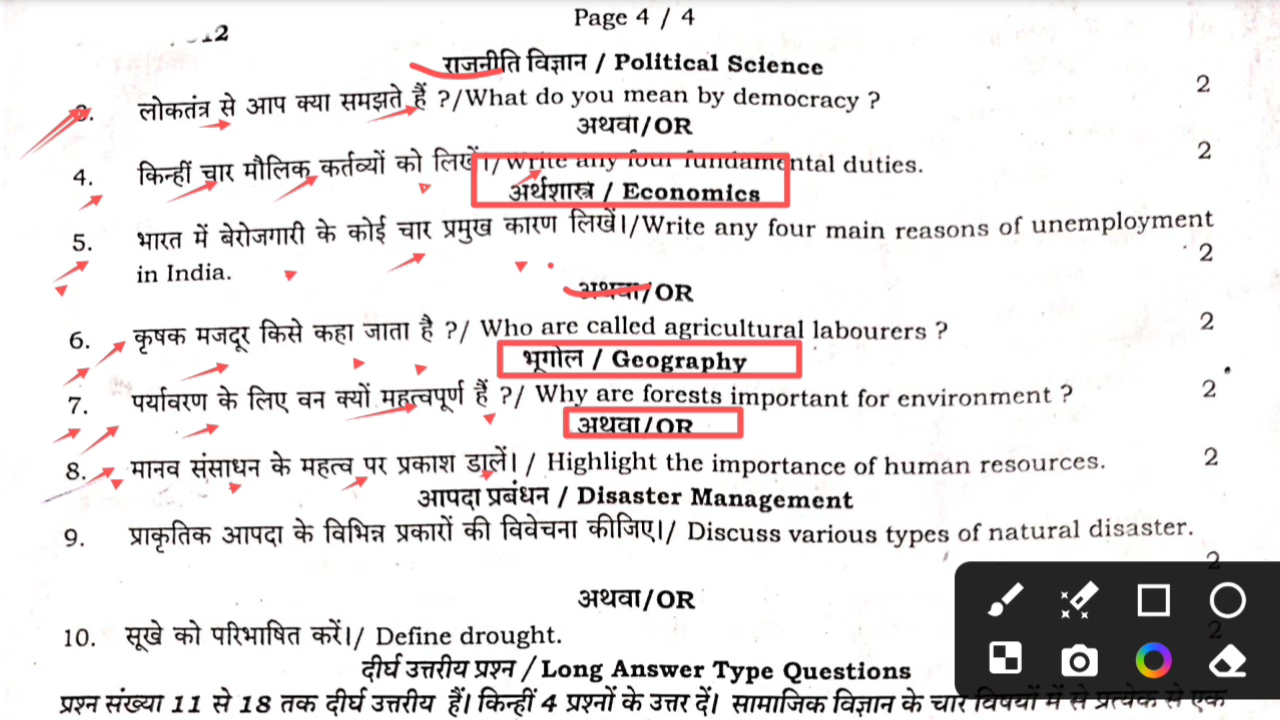 Page 4 / 4
12
राजनीति विज्ञान / Political Science
3. लोकतंत्र से आप क्या समझते हैं ?/What do you mean by democracy ? 2
अथवा/OR
4. किन्हीं चार मौलिक कर्तव्यों को लिखें।/Write any four fundamental duties. 2
अर्थशास्त्र / Economics
5. भारत में बेरोजगारी के कोई चार प्रमुख कारण लिखें।/Write any four main reasons of unemployment
in India. 2
अथवा/OR
6. कृषक मजदूर किसे कहा जाता है ?/ Who are called agricultural labourers ? 2
भूगोल / Geography
7. पर्यावरण के लिए वन क्यों महत्वपूर्ण हैं ?/ Why are forests important for environment ? 2
अथवा/OR
8. मानव संसाधन के महत्व पर प्रकाश डालें। / Highlight the importance of human resources. 2
आपदा प्रबंधन / Disaster Management
9. प्राकृतिक आपदा के विभिन्न प्रकारों की विवेचना कीजिए।/ Discuss various types of natural disaster.
2
अथवा/OR
10. सूखे को परिभाषित करें।/ Define drought. 2
दीर्घ उत्तरीय प्रश्न / Long Answer Type Questions
प्रश्न संख्या 11 से 18 तक दीर्घ उत्तरीय हैं। किन्हीं 4 प्रश्नों के उत्तर दें। सामाजिक विज्ञान के चार विषयों में से प्रत्येक से एक